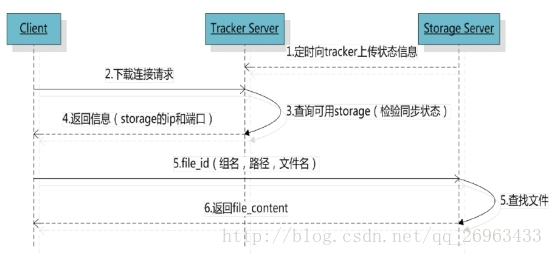 Client
Tracker Server
Storage Server
1.定时向tracker上传状态信息
2.下载连接请求
3.查询可用storage（检验同步状态）
4.返回信息（storage的ip和端口）
5.file_id（组名，路径，文件名）
5.查找文件
6.返回file_content
http://blog.csdn.net/qq_26963433